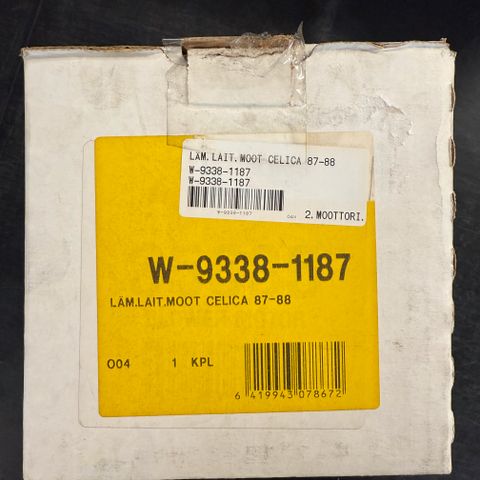 LÄM.LAIT.MOOT CELICA 87-88
W-9338-1187
W-9338-1187
W-9338-1187
2.MOOTTORI.
W-9338-1187
LÄM.LAIT.MOOT CELICA 87-88
004 1 KPL
6 419943 078672